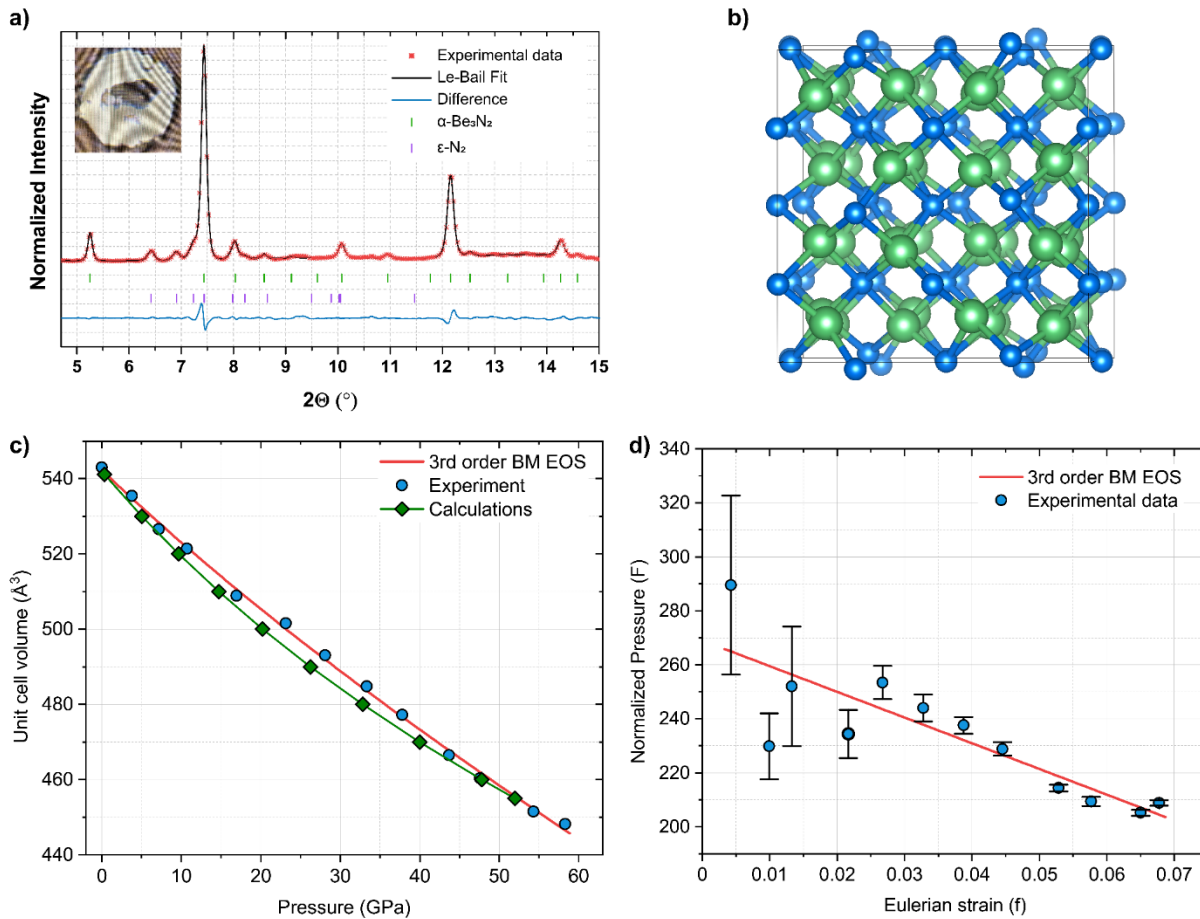 a)
Normalized Intensity
Experimental data
Le-Bail Fit
Difference
α-Be₃N₂
ε-N₂
5 6 7 8 9 10 11 12 13 14 15
2Θ (°)
b)
c)
Unit cell volume (Å³)
540
520
500
480
460
440
3rd order BM EOS
Experiment
Calculations
0 10 20 30 40 50 60
Pressure (GPa)
d)
Normalized Pressure (F)
340
320
300
280
260
240
220
200
3rd order BM EOS
Experimental data
0 0.01 0.02 0.03 0.04 0.05 0.06 0.07
Eulerian strain (f)